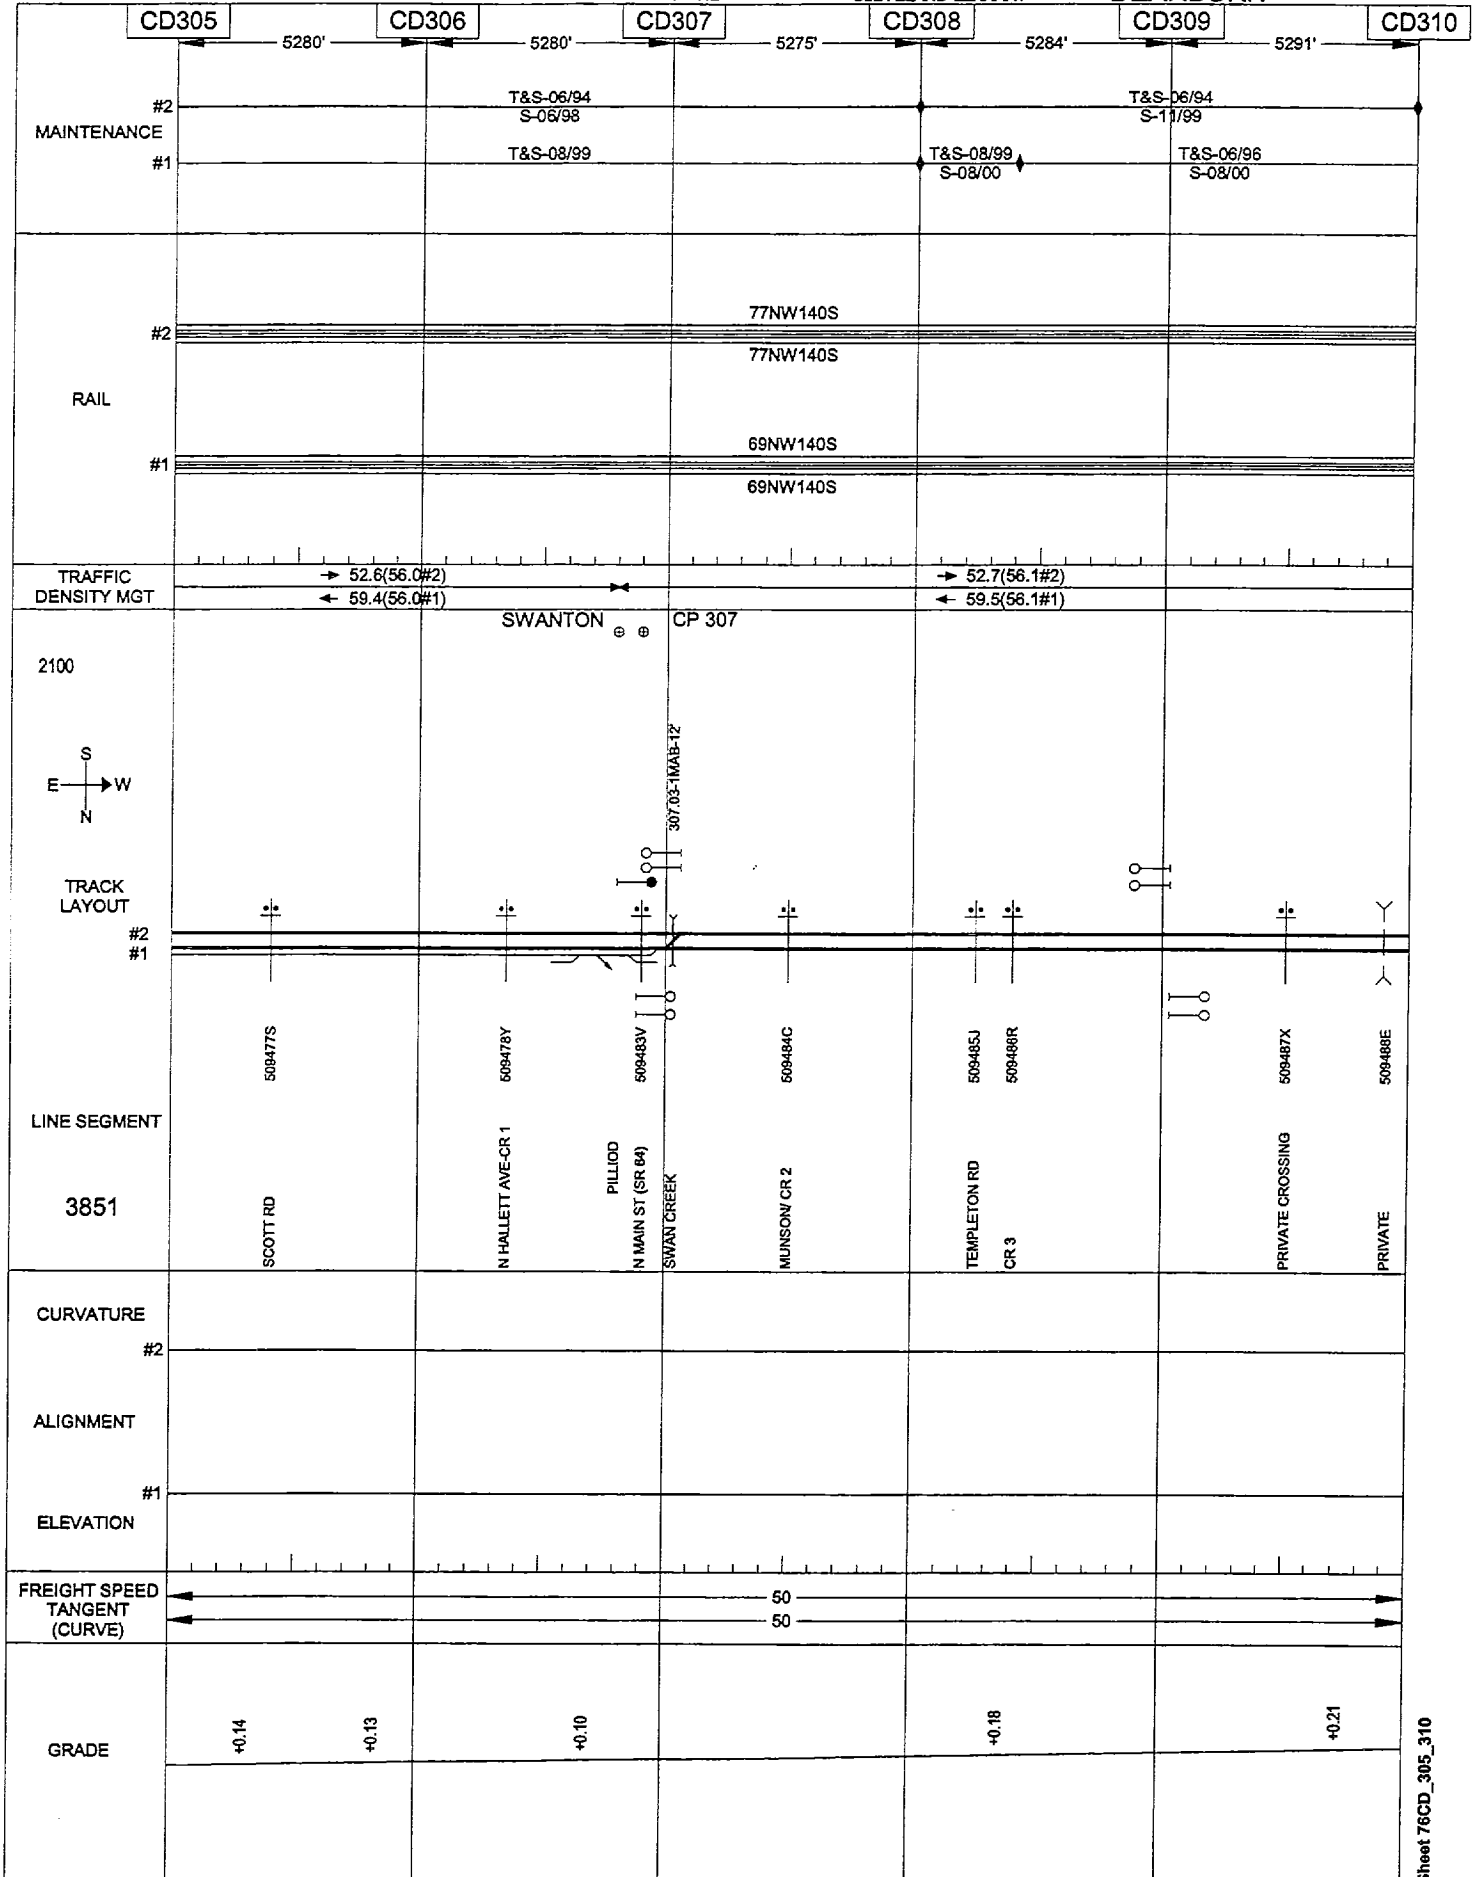 CD305 CD306 CD307 CD308 CD309 CD310
5280' 5280' 5275' 5284' 5291'
MAINTENANCE
#2 T&S-06/94 T&S-06/94
S-06/98 S-11/99
#1 T&S-08/99 T&S-08/99 T&S-06/96
S-08/00 S-08/00
RAIL
77NW140S
#2
77NW140S
69NW140S
#1
69NW140S
TRAFFIC
DENSITY MGT
→ 52.6(56.0#2) → 52.7(56.1#2)
← 59.4(56.0#1) ← 59.5(56.1#1)
SWANTON CP 307
2100
S
E W
N
307.03-1MAB-12'
TRACK
LAYOUT
#2
#1
509477S
509478Y
509483V
509484C
509485J
509486R
509487X
509488E
LINE SEGMENT
3851
SCOTT RD
N HALLETT AVE-CR 1
PILLIOD
N MAIN ST (SR 64)
SWAN CREEK
MUNSON/ CR 2
TEMPLETON RD
CR 3
PRIVATE CROSSING
PRIVATE
CURVATURE
#2
ALIGNMENT
#1
ELEVATION
FREIGHT SPEED
TANGENT
(CURVE)
50
50
GRADE
+0.14
+0.13
+0.10
+0.18
+0.21
Sheet 76CD_305_310